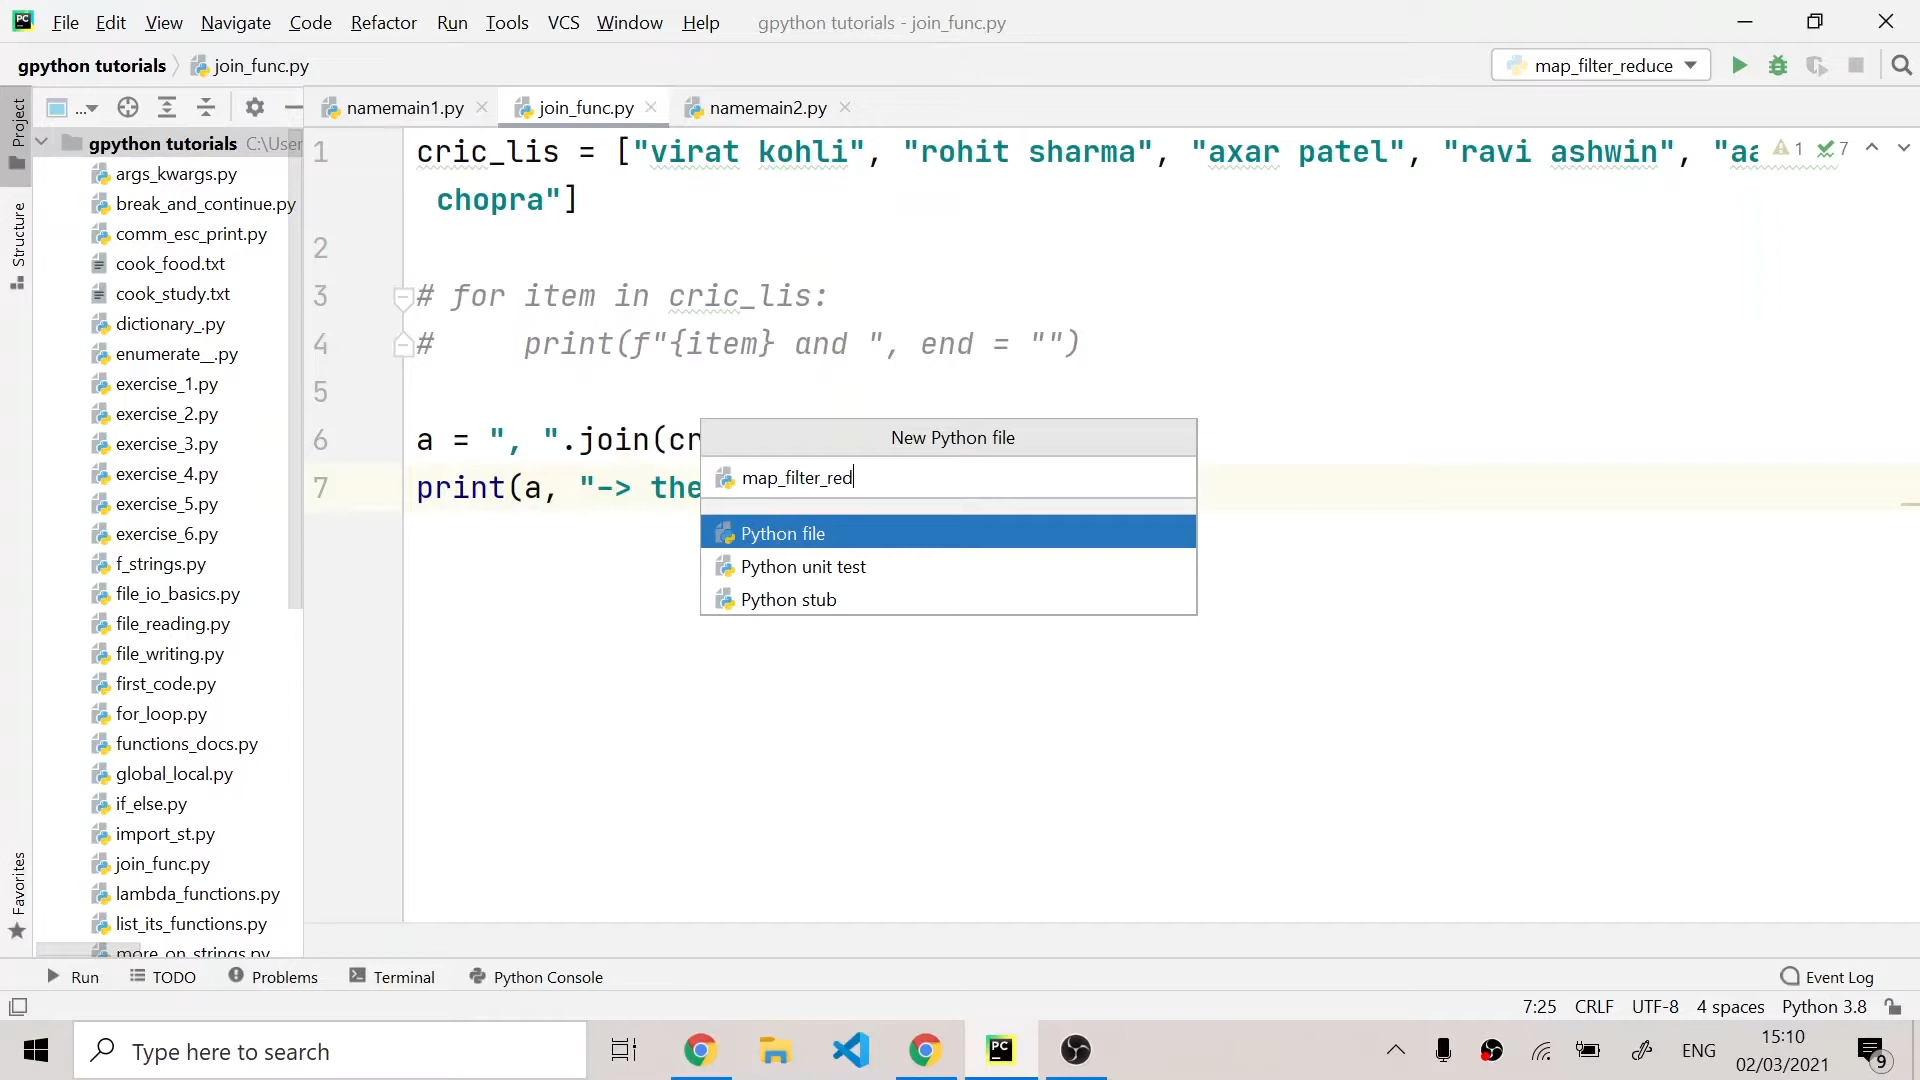 File Edit View Navigate Code Refactor Run Tools VCS Window Help gpython tutorials - join_func.py
gpython tutorials join_func.py map_filter_reduce
... namemain1.py join_func.py namemain2.py
Project
Structure
Favorites
gpython tutorials C:\User
args_kwargs.py
break_and_continue.py
comm_esc_print.py
cook_food.txt
cook_study.txt
dictionary_.py
enumerate__.py
exercise_1.py
exercise_2.py
exercise_3.py
exercise_4.py
exercise_5.py
exercise_6.py
f_strings.py
file_io_basics.py
file_reading.py
file_writing.py
first_code.py
for_loop.py
functions_docs.py
global_local.py
if_else.py
import_st.py
join_func.py
lambda_functions.py
list_its_functions.py
more_on_strings.py
1 cric_lis = ["virat kohli", "rohit sharma", "axar patel", "ravi ashwin", "aa 1 7
chopra"]
2
3 # for item in cric_lis:
4 #     print(f"{item} and ", end = "")
5
6 a = ", ".join(cr
7 print(a, "-> the
New Python file
map_filter_red
Python file
Python unit test
Python stub
Run TODO Problems Terminal Python Console Event Log
7:25 CRLF UTF-8 4 spaces Python 3.8
Type here to search
PC
ENG
15:10
02/03/2021
9